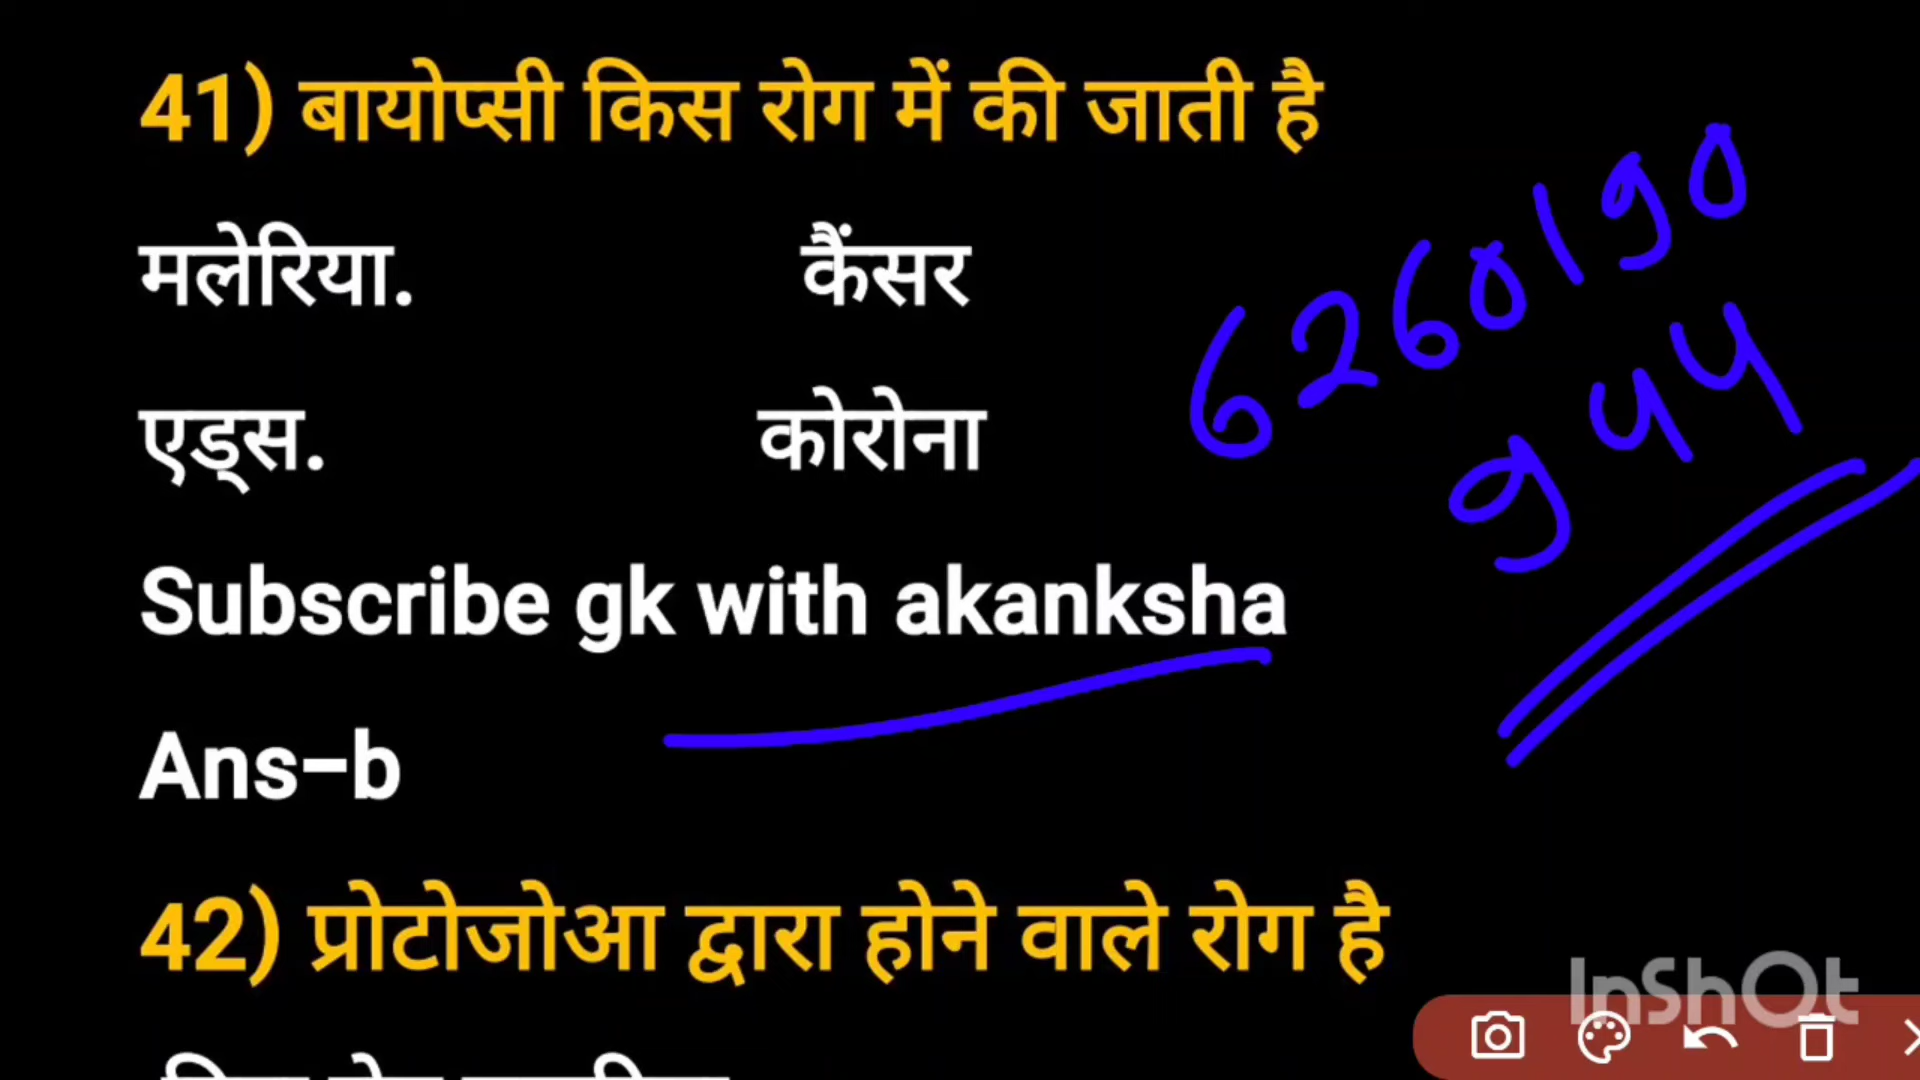 41) बायोप्सी किस रोग में की जाती है
मलेरिया. कैंसर
एड्स. कोरोना
6260190
944
Subscribe gk with akanksha
Ans–b
42) प्रोटोजोआ द्वारा होने वाले रोग है
InShOt